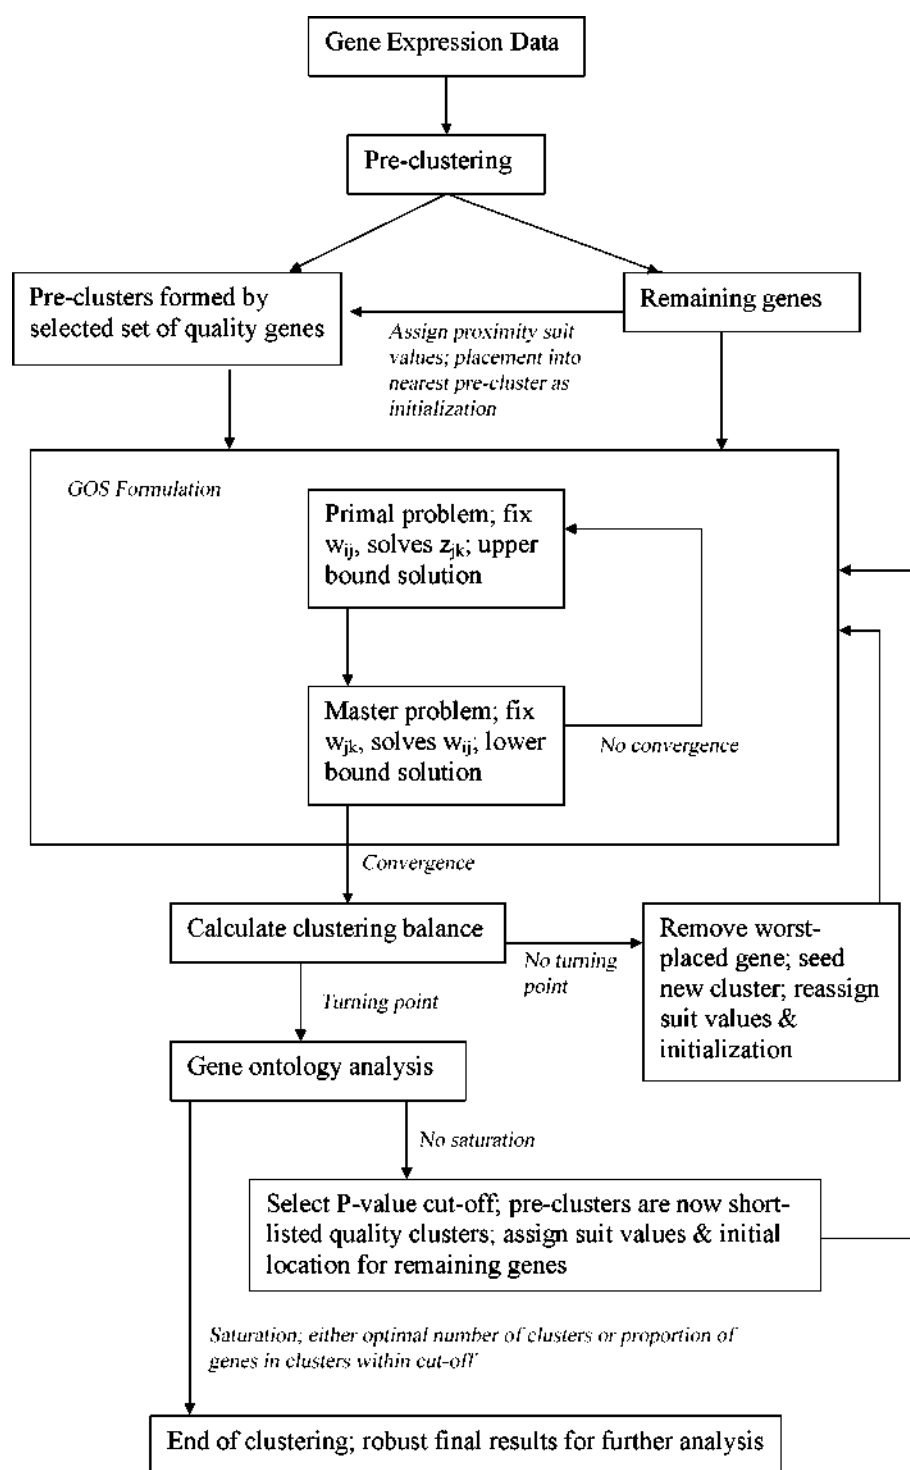 Gene Expression Data
Pre-clustering
Pre-clusters formed by
selected set of quality genes
Remaining genes
Assign proximity suit
values; placement into
nearest pre-cluster as
initialization
GOS Formulation
Primal problem; fix
wij, solves zjk; upper
bound solution
Master problem; fix
wjk, solves wij; lower
bound solution
No convergence
Convergence
Calculate clustering balance
No turning
point
Remove worst-
placed gene; seed
new cluster; reassign
suit values &
initialization
Turning point
Gene ontology analysis
No saturation
Select P-value cut-off; pre-clusters are now short-
listed quality clusters; assign suit values & initial
location for remaining genes
Saturation; either optimal number of clusters or proportion of
genes in clusters within cut-off
End of clustering; robust final results for further analysis